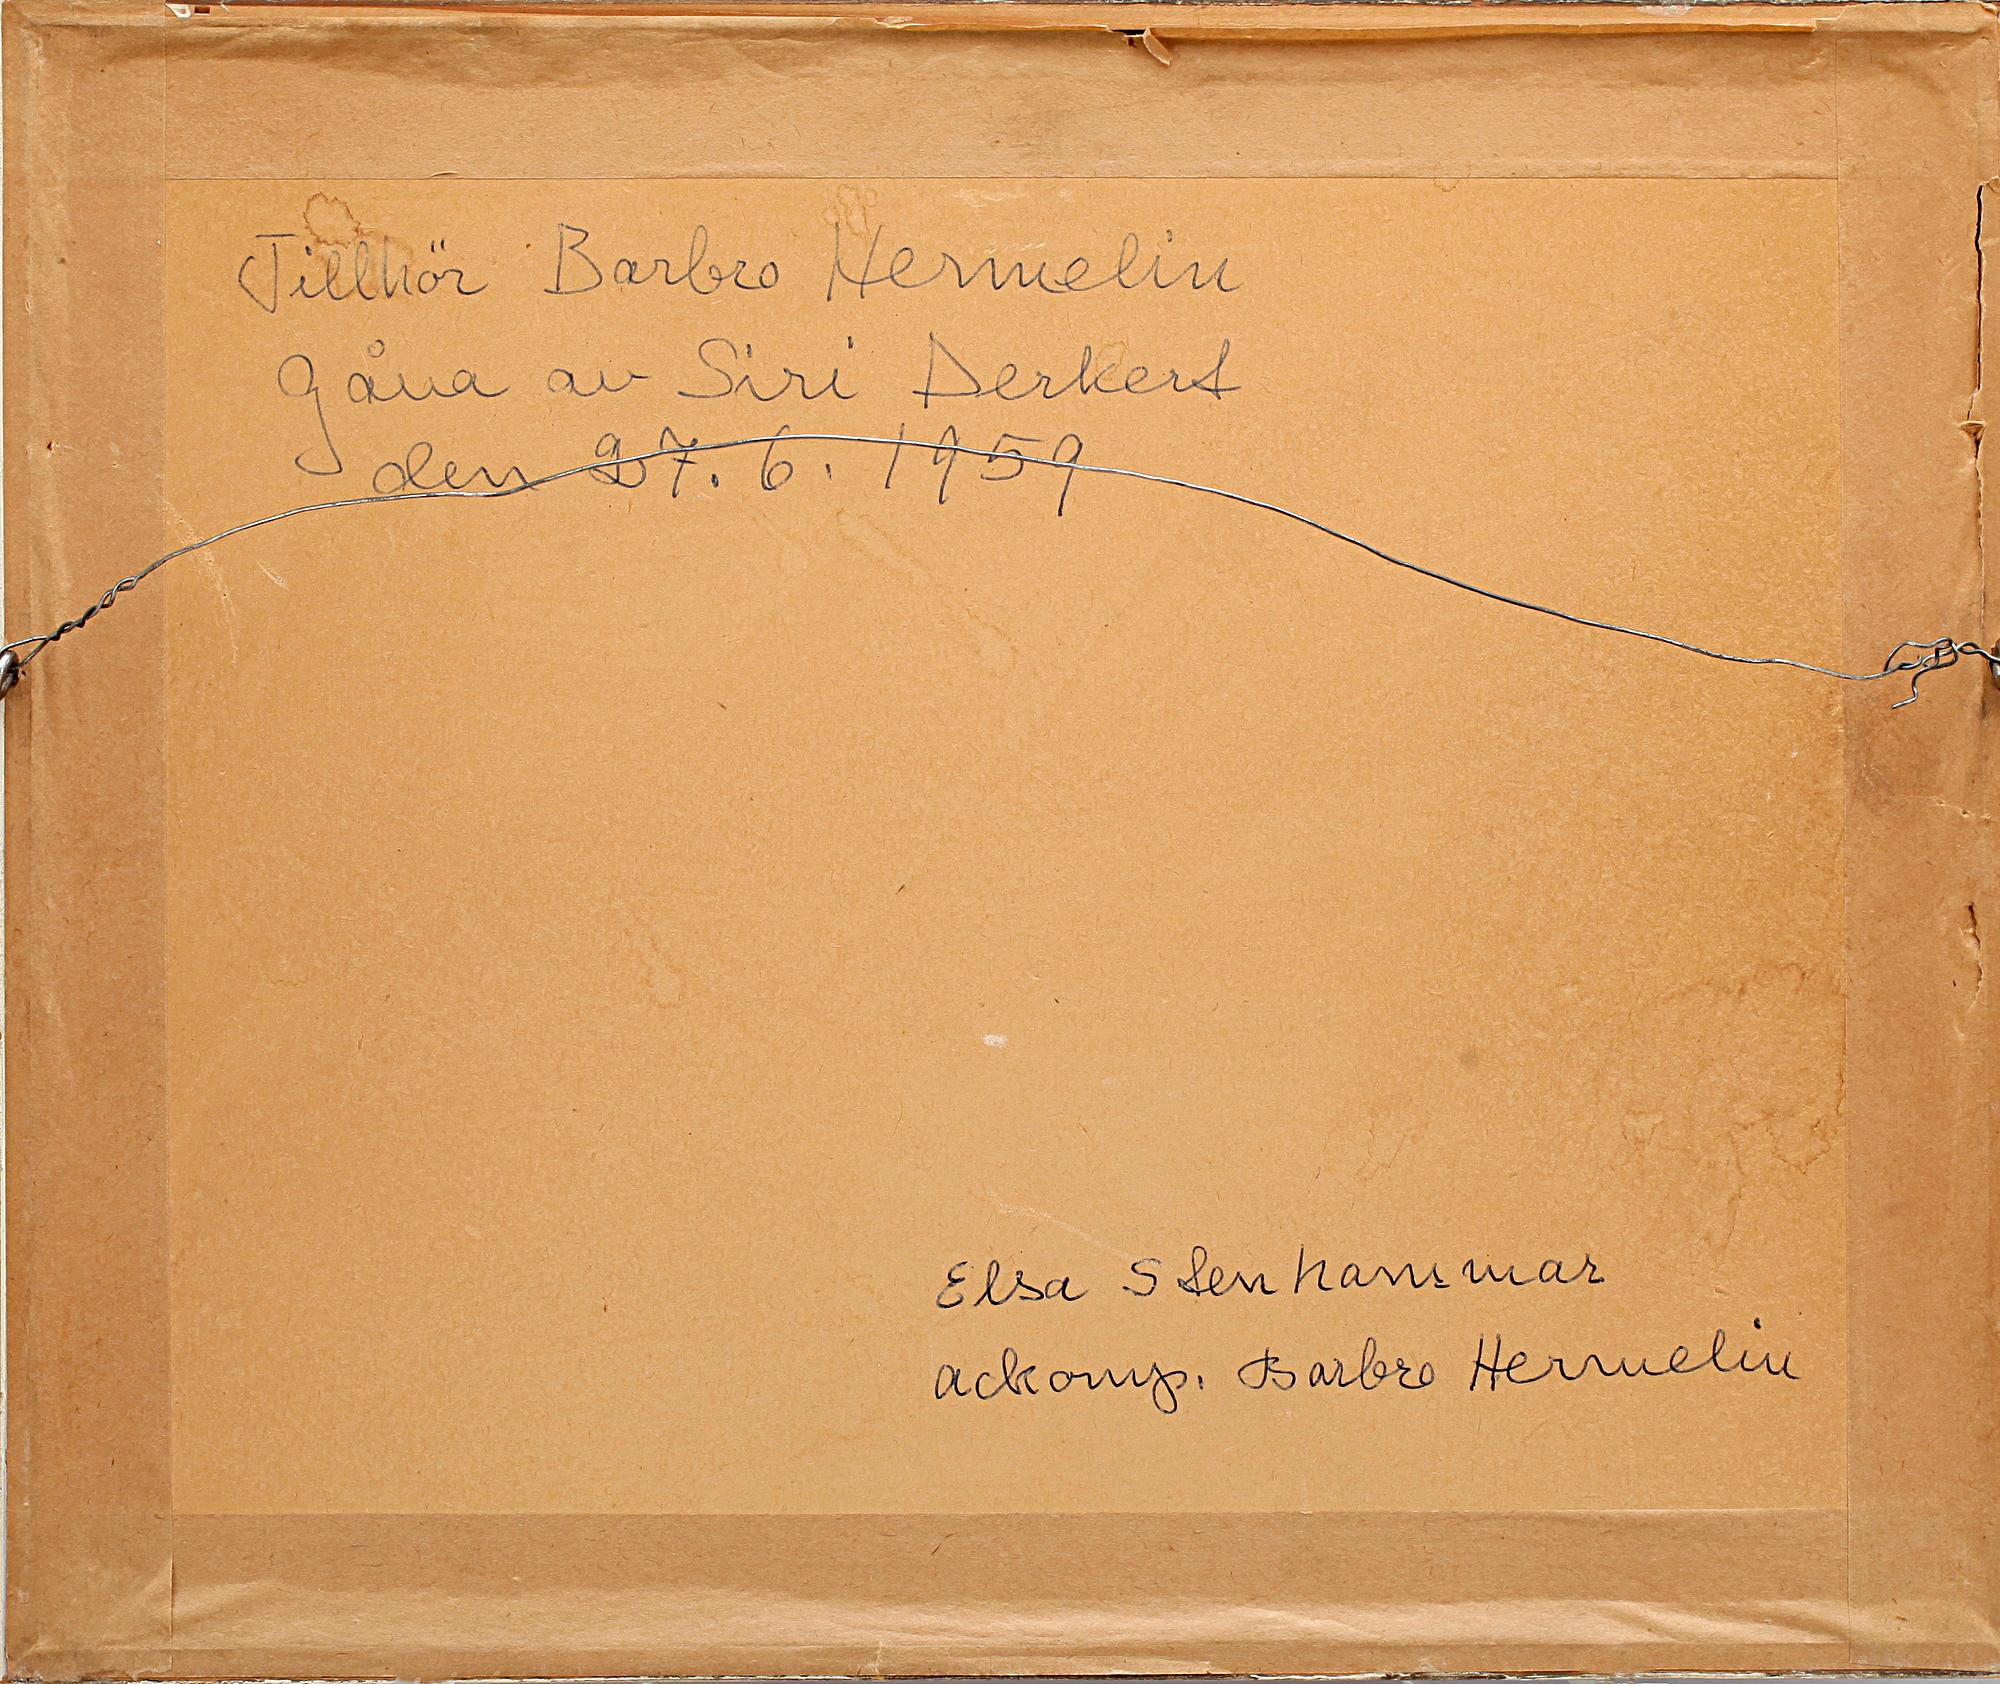 Tillhör Barbro Hermelin
Gåva av Siri Derkert
den 27.6.1959
Elsa Stenhammar
ackomp. Barbro Hermelin